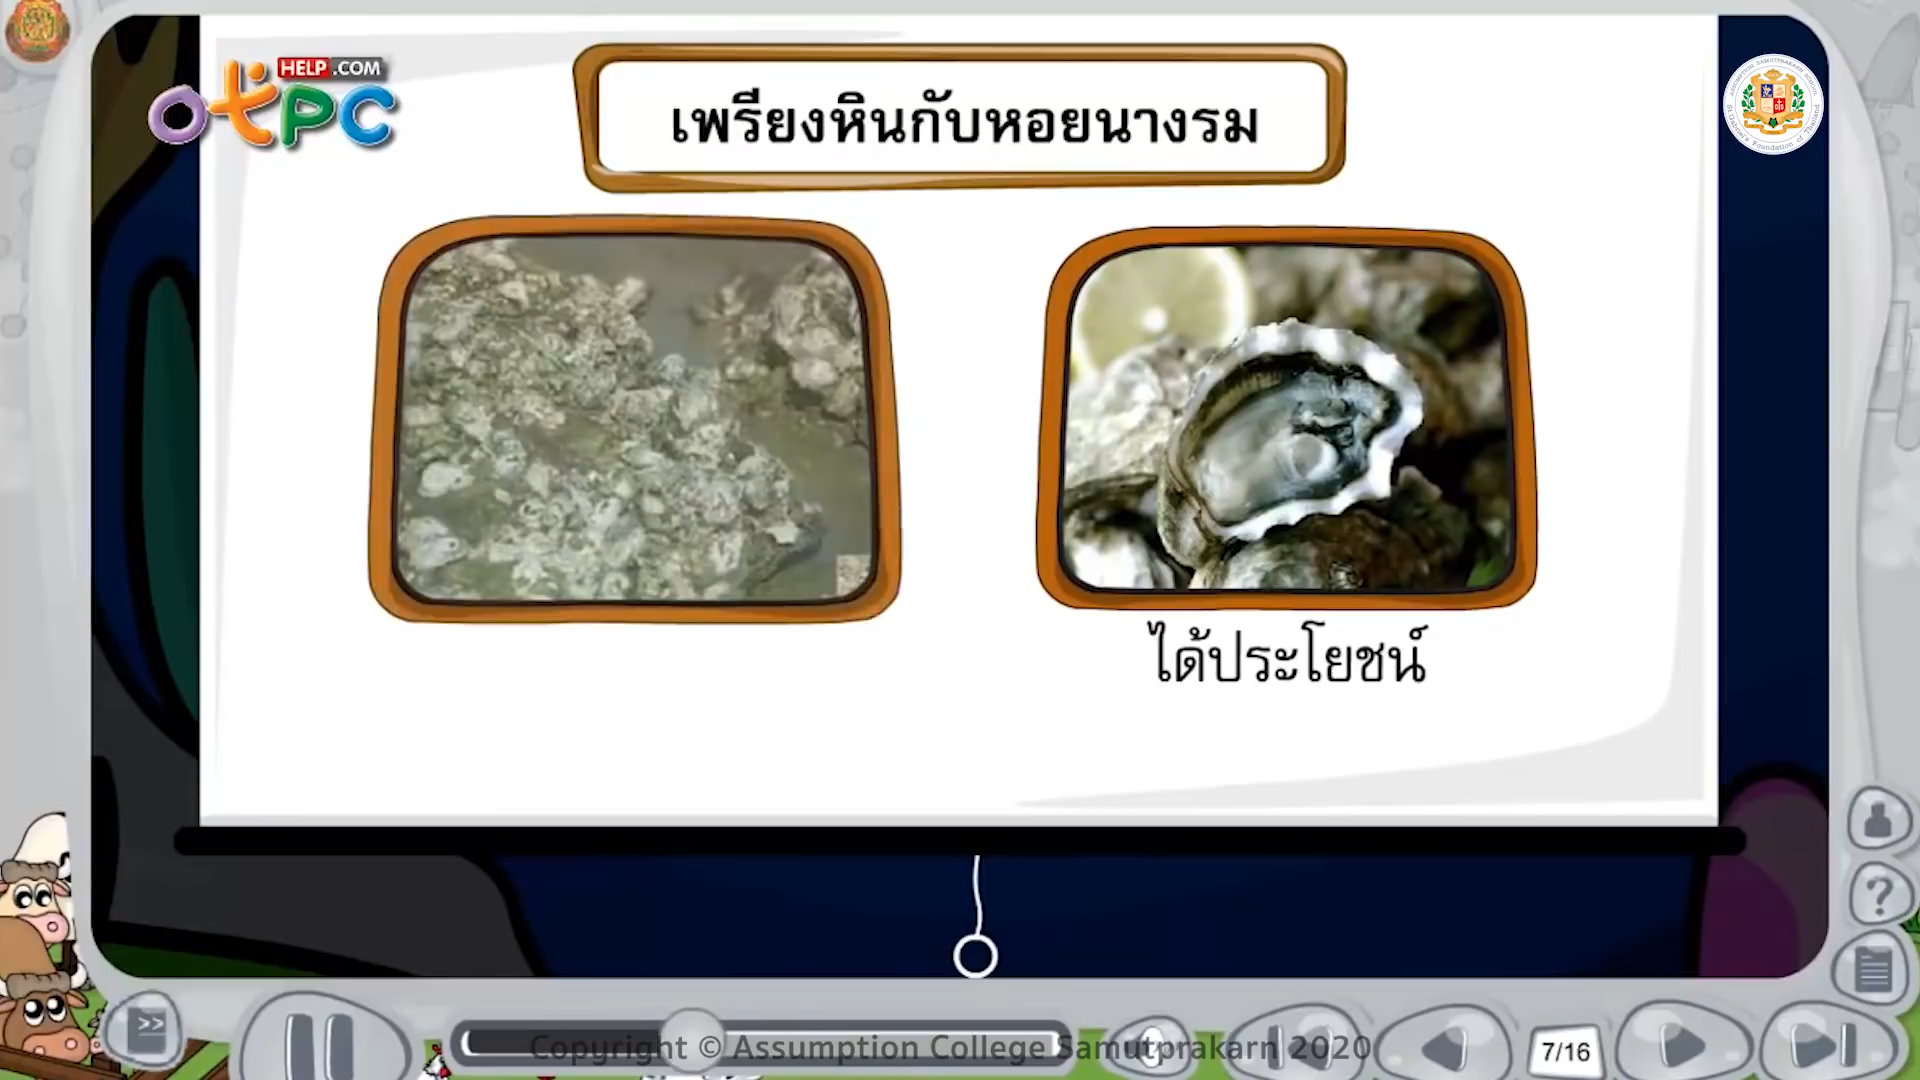 HELP.COM
OTPC
เพรียงหินกับหอยนางรม
ได้ประโยชน์
7/16
Copyright © Assumption College Samutprakarn 2020